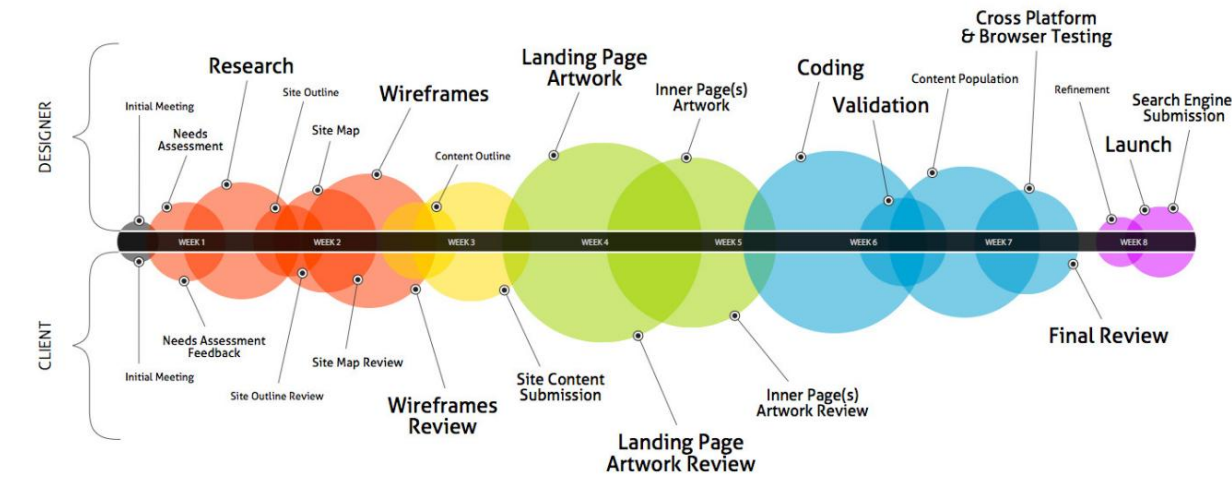 DESIGNER
Initial Meeting
Needs
Assessment
Research
Site Outline
Site Map
Wireframes
Content Outline
Landing Page
Artwork
Inner Page(s)
Artwork
Coding
Validation
Content Population
Cross Platform
& Browser Testing
Refinement
Launch
Search Engine
Submission
WEEK 1
WEEK 2
WEEK 3
WEEK 4
WEEK 5
WEEK 6
WEEK 7
WEEK 8
CLIENT
Initial Meeting
Needs Assessment
Feedback
Site Outline Review
Site Map Review
Wireframes
Review
Site Content
Submission
Landing Page
Artwork Review
Inner Page(s)
Artwork Review
Final Review